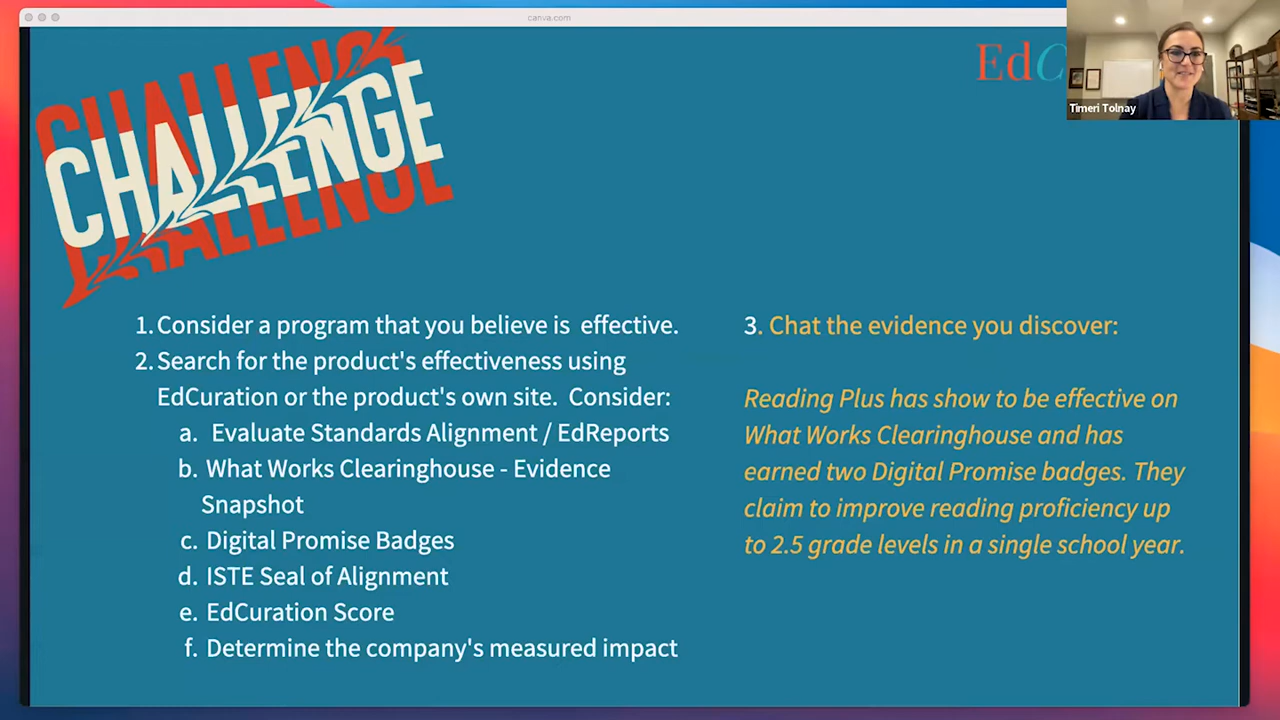 canva.com
EdC
Timeri Tolnay
CHALLENGE
CHALLENGE
CHALLENGE
1. Consider a program that you believe is effective.
2. Search for the product's effectiveness using
EdCuration or the product's own site. Consider:
a. Evaluate Standards Alignment / EdReports
b. What Works Clearinghouse - Evidence
Snapshot
c. Digital Promise Badges
d. ISTE Seal of Alignment
e. EdCuration Score
f. Determine the company's measured impact
3. Chat the evidence you discover:
Reading Plus has show to be effective on
What Works Clearinghouse and has
earned two Digital Promise badges. They
claim to improve reading proficiency up
to 2.5 grade levels in a single school year.